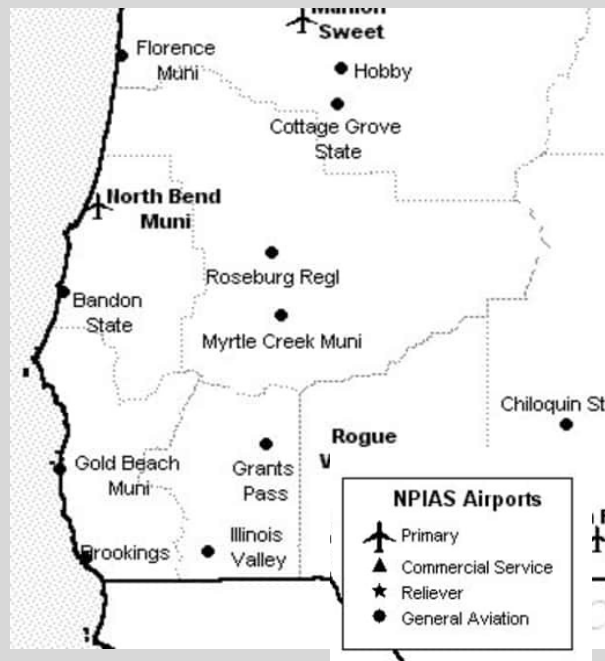 Mahlon
Sweet
Florence
Muni
Hobby
Cottage Grove
State
North Bend
Muni
Roseburg Regl
Bandon
State
Myrtle Creek Muni
Chiloquin St
Rogue
V
Gold Beach
Muni
Grants
Pass
Brookings
Illinois
Valley
NPIAS Airports
Primary
Commercial Service
Reliever
General Aviation